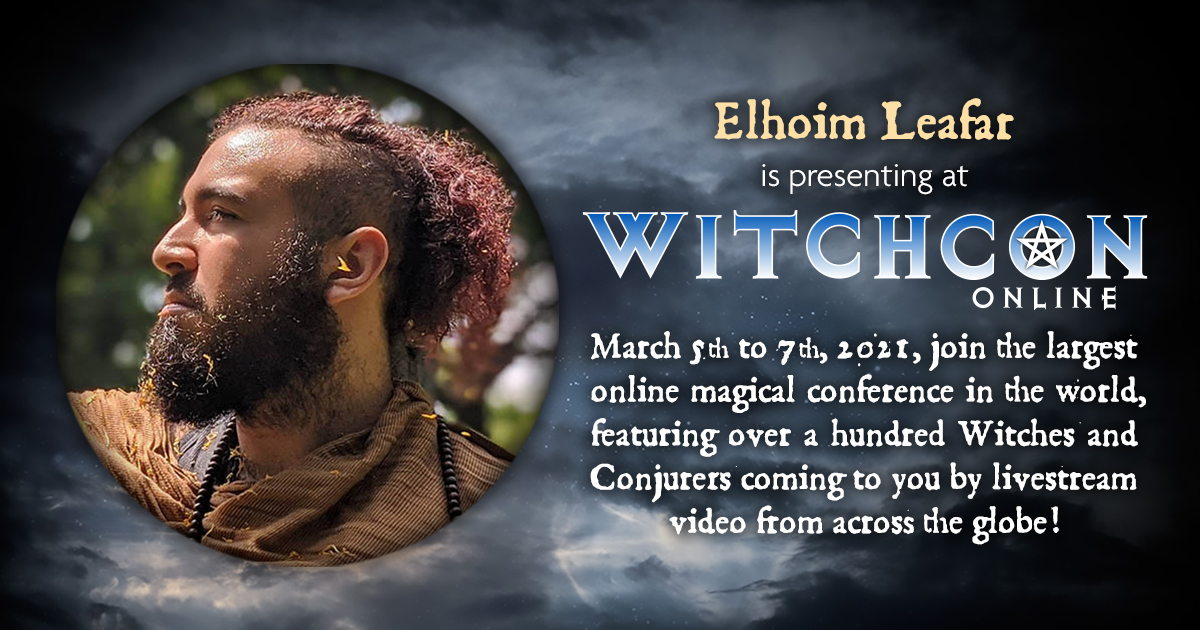 Elhoim Leafar
is presenting at
WITCHCON
ONLINE
March 5th to 7th, 2021, join the largest
online magical conference in the world,
featuring over a hundred Witches and
Conjurers coming to you by livestream
video from across the globe!